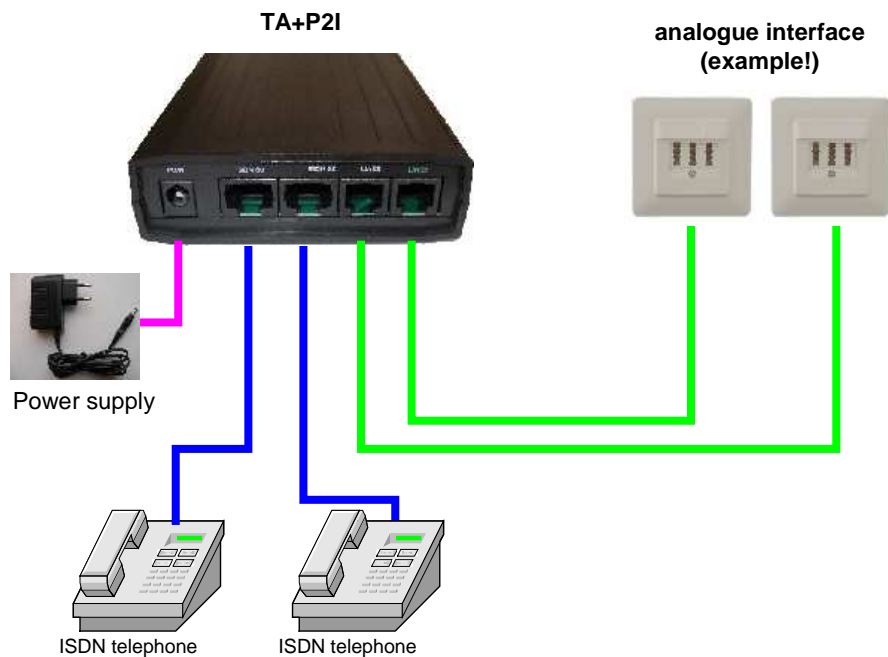 TA+P2I
analogue interface
(example!)
Power supply
ISDN telephone
ISDN telephone